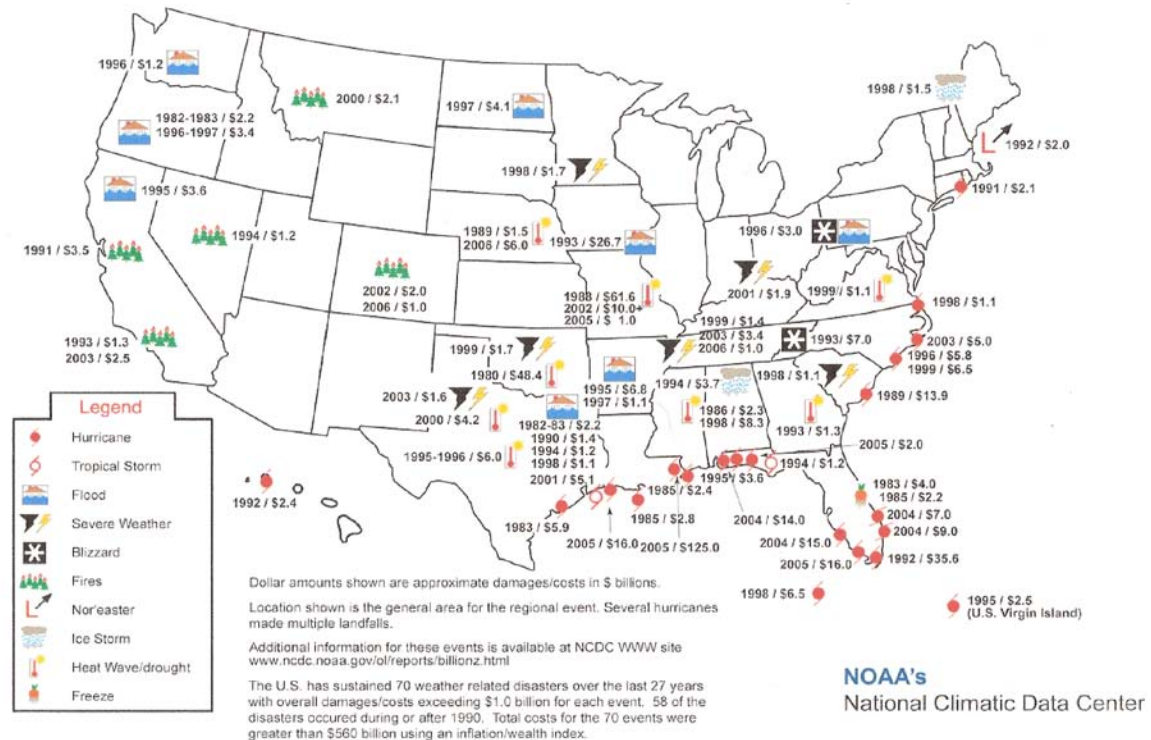 1996 / $1.2
2000 / $2.1
1997 / $4.1
1998 / $1.5
1982-1983 / $2.2
1996-1997 / $3.4
1992 / $2.0
1998 / $1.7
1995 / $3.6
1991 / $2.1
1989 / $1.5
2006 / $6.0
1994 / $1.2
1993 / $26.7
1996 / $3.0
1991 / $3.5
2002 / $2.0
2006 / $1.0
1988 / $61.6
2002 / $10.0+
2005 / $ 1.0
2001 / $1.9
1999 / $1.1
1998 / $1.1
1993 / $1.3
2003 / $2.5
1999 / $1.4
2003 / $3.4
2006 / $1.0
1993/ $7.0
2003 / $5.0
1996 / $5.8
1999 / $6.5
1999 / $1.7
1980 / $48.4
1995 / $6.8
1997 / $1.1
1994 / $3.7
1998 / $1.1
1989 / $13.9
2003 / $1.6
2000 / $4.2
1986 / $2.3
1998 / $8.3
1993 / $1.3
1982-83 / $2.2
1990 / $1.4
1994 / $1.2
1998 / $1.1
2001 / $5.1
1995-1996 / $6.0
2005 / $2.0
1994 / $1.2
1995 / $3.6
1985 / $2.4
1983 / $4.0
1985 / $2.2
2004 / $7.0
2004 / $9.0
1992 / $2.4
1983 / $5.9
1985 / $2.8
2004 / $14.0
2004 / $15.0
2005 / $16.0
2005 / $125.0
2005 / $16.0
1992 / $35.6
1998 / $6.5
1995 / $2.5
(U.S. Virgin Island)
Legend
Hurricane
Tropical Storm
Flood
Severe Weather
Blizzard
Fires
Nor'easter
Ice Storm
Heat Wave/drought
Freeze
Dollar amounts shown are approximate damages/costs in $ billions.
Location shown is the general area for the regional event. Several hurricanes
made multiple landfalls.
Additional information for these events is available at NCDC WWW site
www.ncdc.noaa.gov/ol/reports/billionz.html
The U.S. has sustained 70 weather related disasters over the last 27 years
with overall damages/costs exceeding $1.0 billion for each event. 58 of the
disasters occured during or after 1990. Total costs for the 70 events were
greater than $560 billion using an inflation/wealth index.
NOAA's
National Climatic Data Center